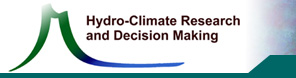 Hydro-Climate Research
and Decision Making